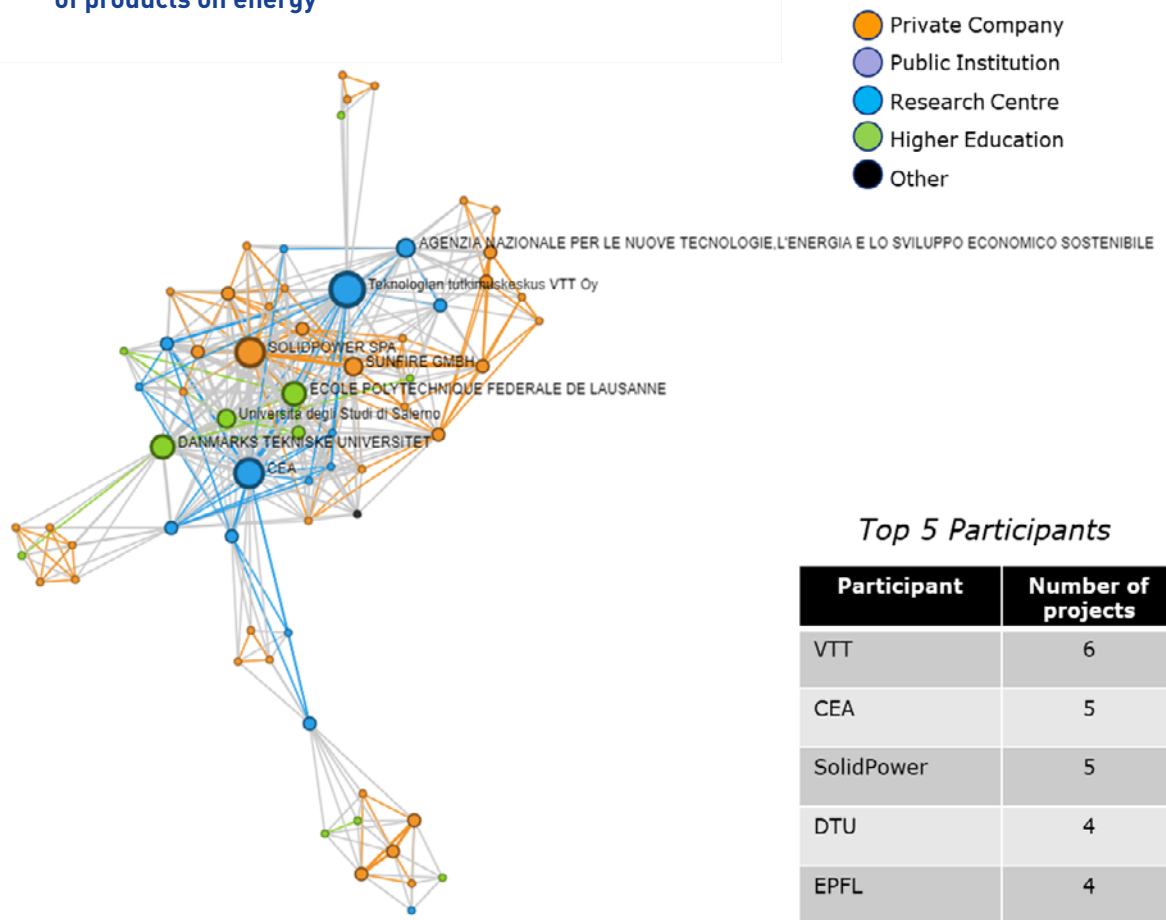 of products on energy
Private Company
Public Institution
Research Centre
Higher Education
Other
AGENZIA NAZIONALE PER LE NUOVE TECNOLOGIE,L'ENERGIA E LO SVILUPPO ECONOMICO SOSTENIBILE
Teknologian tutkimuskeskus VTT Oy
SOLIDPOWER SPA
SUNFIRE GMBH
ECOLE POLYTECHNIQUE FEDERALE DE LAUSANNE
Università degli Studi di Salerno
DANMARKS TEKNISKE UNIVERSITET
CEA
Top 5 Participants
Participant Number of
projects
VTT 6
CEA 5
SolidPower 5
DTU 4
EPFL 4